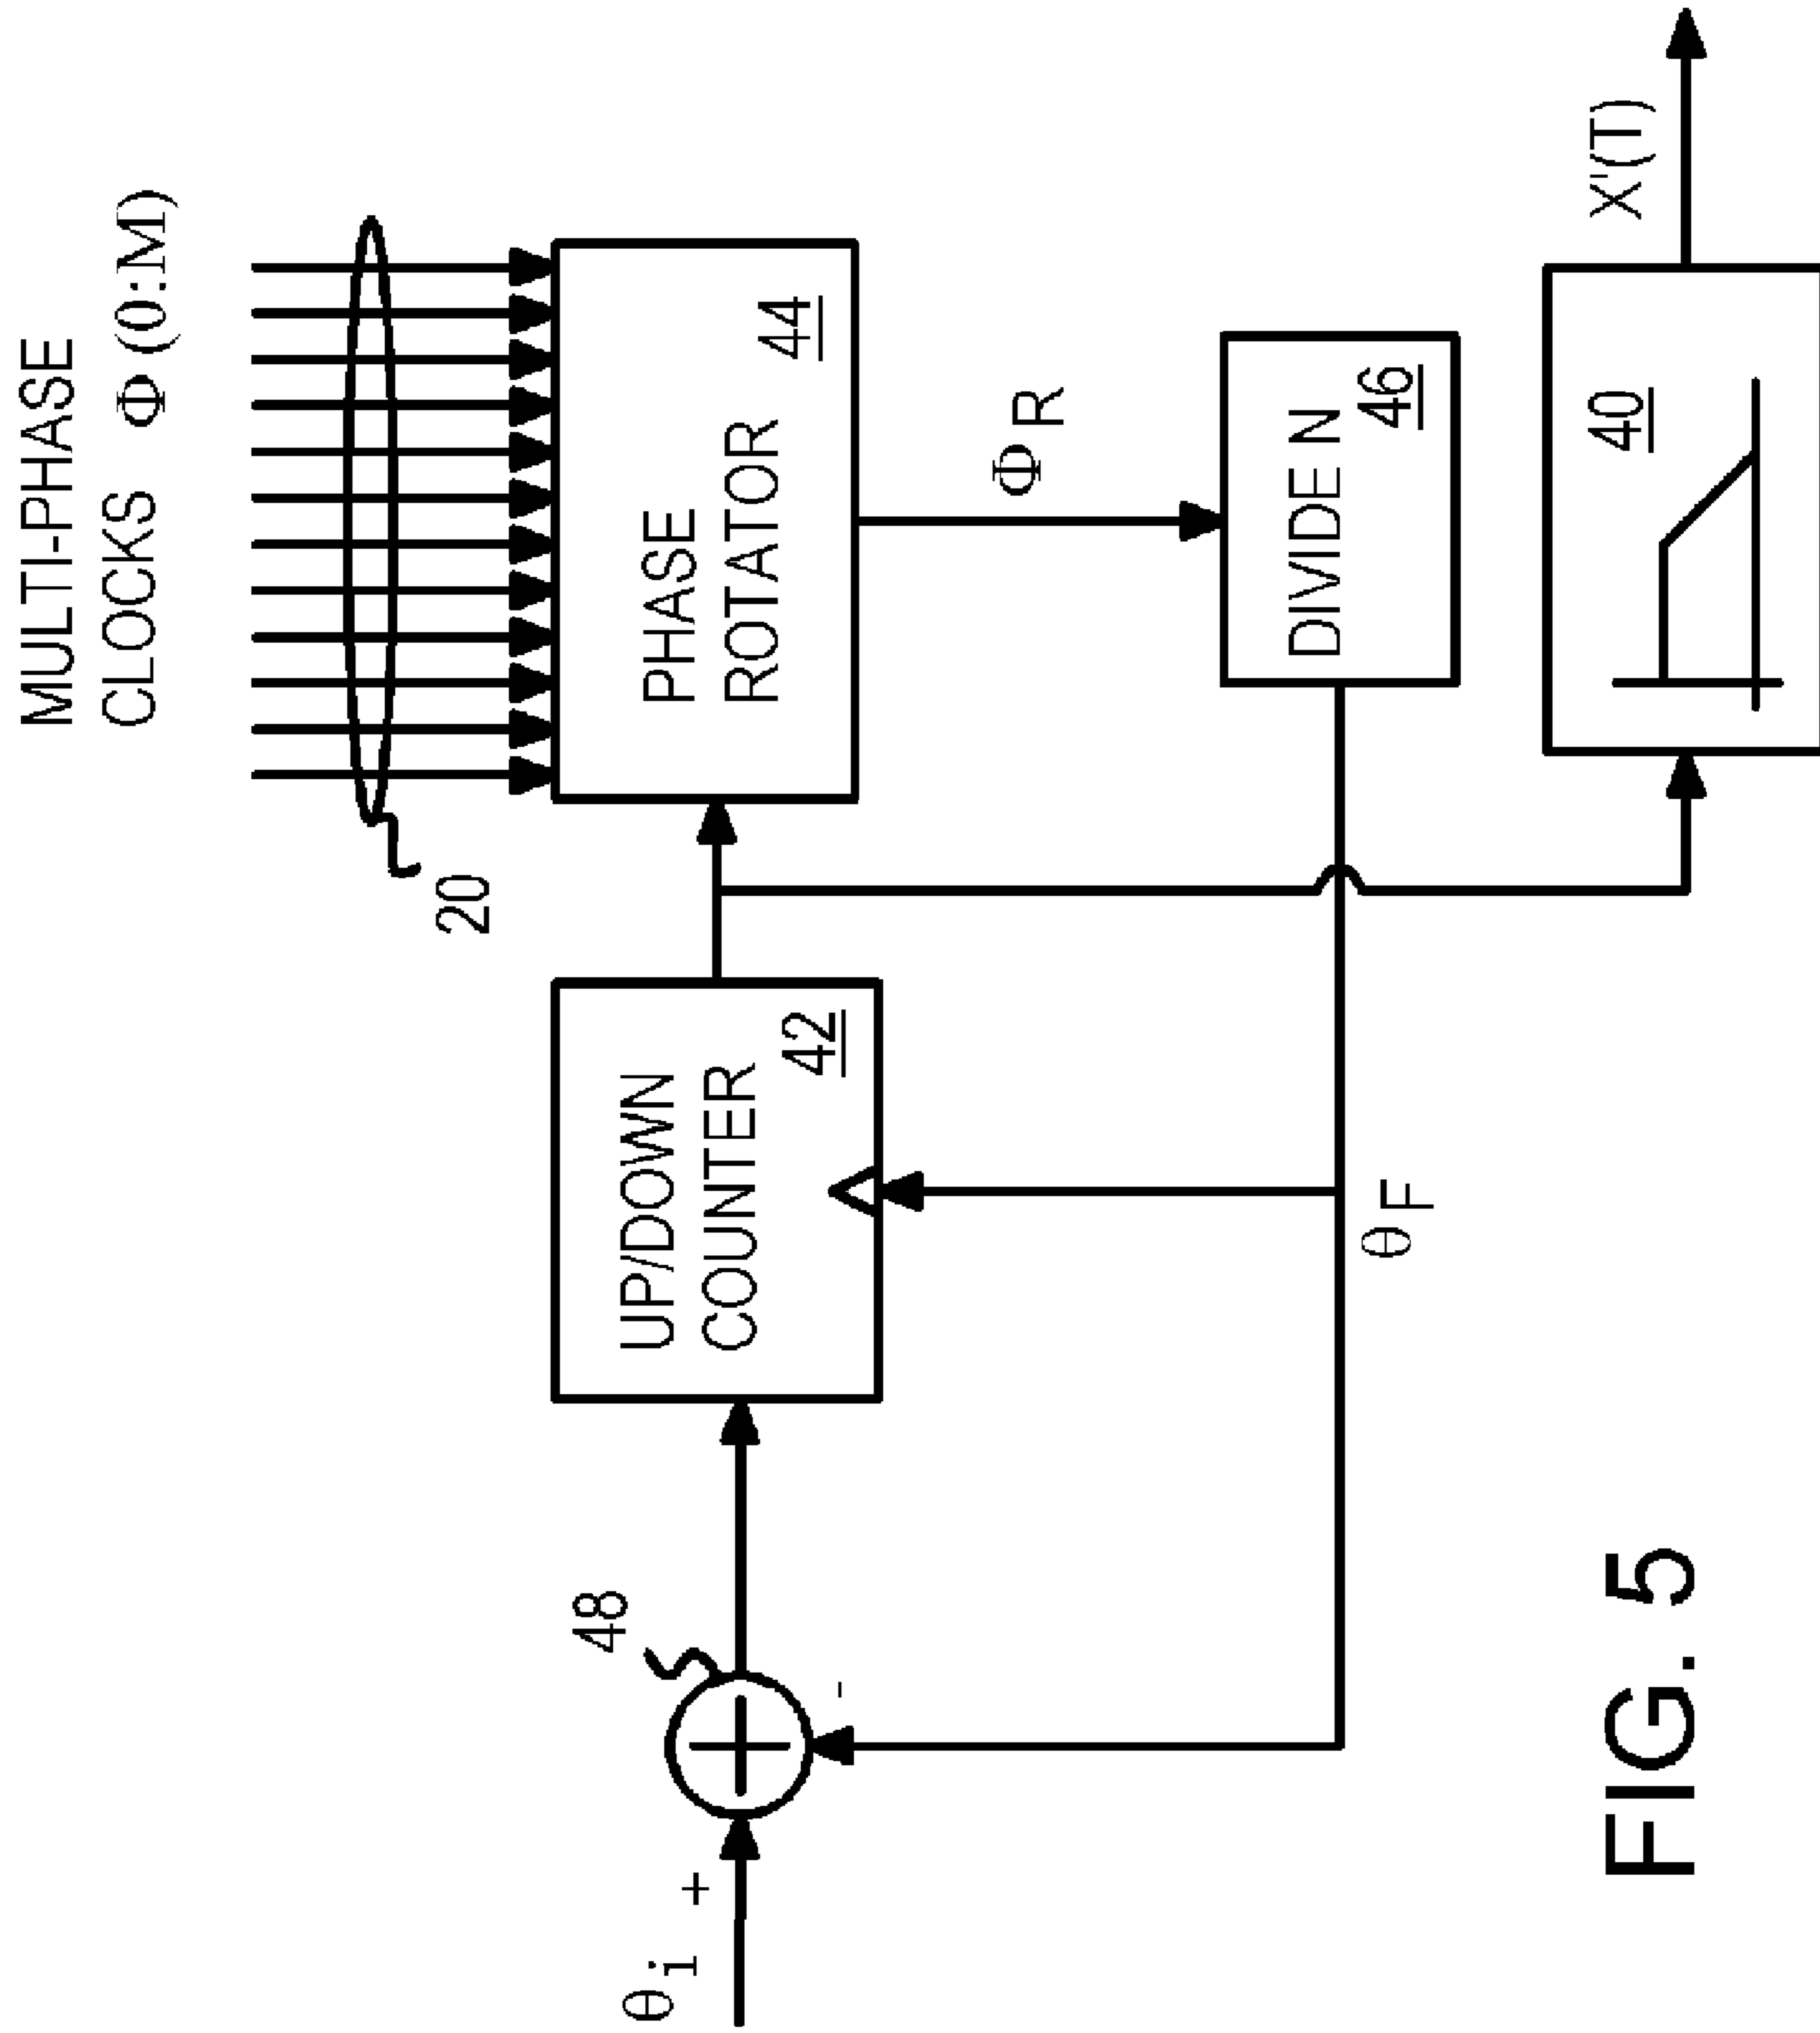 MULTI-PHASE
CLOCKS Φ (0:M)
20
PHASE
ROTATOR
44
UP/DOWN
COUNTER
42
48
θi
+
-
ΦR
DIVIDE N
46
θF
40
X'(T)
FIG. 5